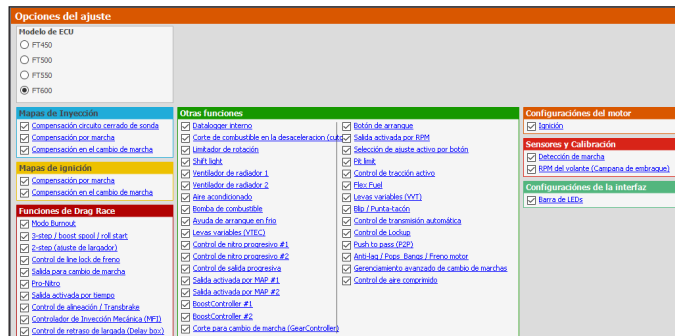 Opciones del ajuste
Modelo de ECU
FT450
FT500
FT550
FT600
Mapas de Inyección
Compensación circuito cerrado de sonda
Compensación por marcha
Compensación en el cambio de marcha
Mapas de ignición
Compensación por marcha
Compensación en el cambio de marcha
Funciones de Drag Race
Modo Burnout
3-step / boost spool / roll start
2-step (ajuste de largador)
Control de line lock de freno
Salida para cambio de marcha
Pro-Nitro
Salida activada por tiempo
Control de alineación / Transbrake
Controlador de Inyección Mecánica (MFI)
Control de retraso de largada (Delay box)
Otras funciones
Datalogger interno
Corte de combustible en la desaceleracion (cuto
Limitador de rotación
Shift light
Ventilador de radiador 1
Ventilador de radiador 2
Aire acondicionado
Bomba de combustible
Ayuda de arranque en frio
Levas variables (VTEC)
Control de nitro progresivo #1
Control de nitro progresivo #2
Control de salida progresiva
Salida activada por MAP #1
Salida activada por MAP #2
BoostController #1
BoostController #2
Corte para cambio de marcha (GearController)
Botón de arranque
Salida activada por RPM
Selección de ajuste activo por botón
Pit limit
Control de tracción activo
Flex Fuel
Levas variables (VVT)
Blip / Punta-tacón
Control de transmisión automática
Control de Lockup
Push to pass (P2P)
Anti-lag / Pops_Bangs / Freno motor
Gerenciamiento avanzado de cambio de marchas
Control de aire comprimido
Configuraciónes del motor
Ignición
Sensores y Calibración
Detección de marcha
RPM del volante (Campana de embrague)
Configuraciónes de la interfaz
Barra de LEDs